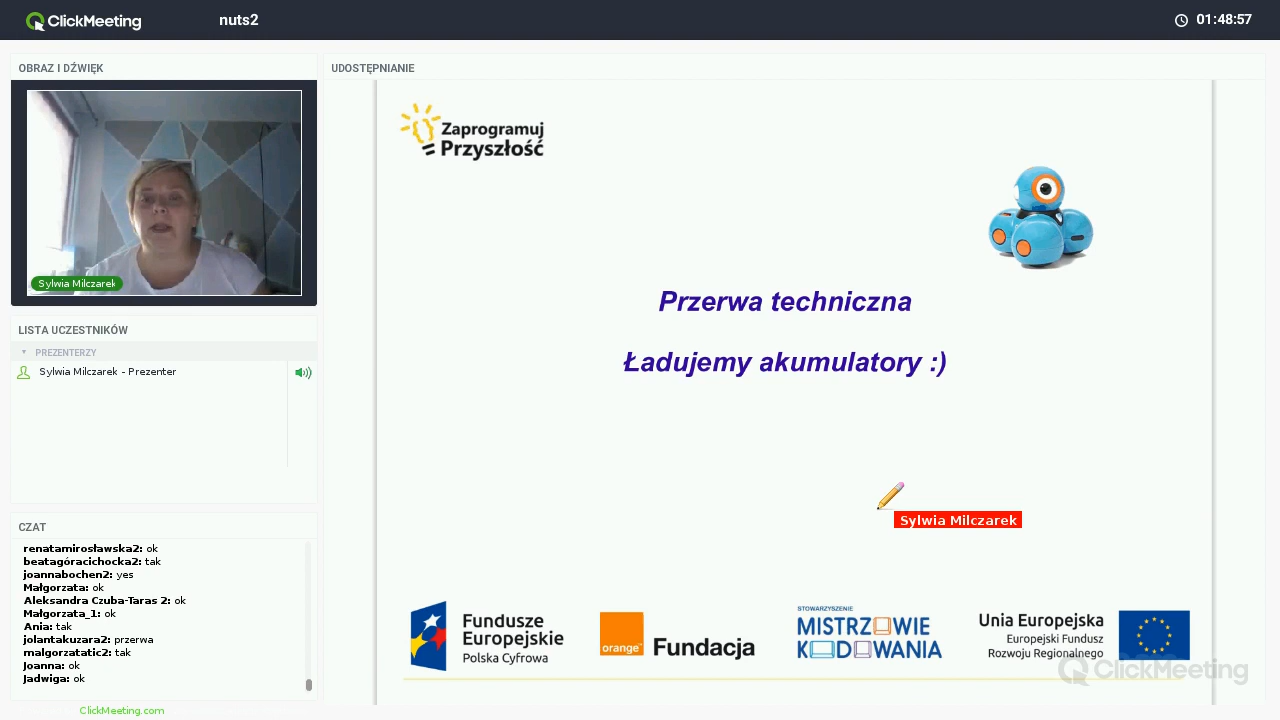 ClickMeeting
nuts2
01:48:57
OBRAZ I DŹWIĘK
Sylwia Milczarek
LISTA UCZESTNIKÓW
PREZENTERZY
Sylwia Milczarek - Prezenter
CZAT
renatamirosławska2: ok
beatagóracichocka2: tak
joannabochen2: yes
Małgorzata: ok
Aleksandra Czuba-Taras 2: ok
Małgorzata_1: ok
Ania: tak
jolantakuzara2: przerwa
malgorzatatic2: tak
Joanna: ok
Jadwiga: ok
ClickMeeting.com
UDOSTĘPNIANIE
Zaprogramuj
Przyszłość
Przerwa techniczna
Ładujemy akumulatory :)
Sylwia Milczarek
Fundusze
Europejskie
Polska Cyfrowa
orange™
Fundacja
STOWARZYSZENIE
MISTRZOWIE
KODOWANIA
Unia Europejska
Europejski Fundusz
Rozwoju Regionalnego
ClickMeeting